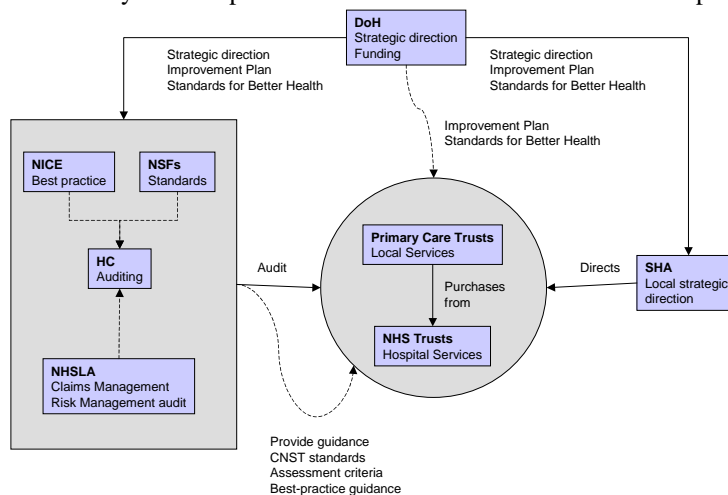 DoH
Strategic direction
Funding
Strategic direction
Improvement Plan
Standards for Better Health
Strategic direction
Improvement Plan
Standards for Better Health
Improvement Plan
Standards for Better Health
NICE
Best practice
NSFs
Standards
HC
Auditing
NHSLA
Claims Management
Risk Management audit
Audit
Primary Care Trusts
Local Services
Purchases
from
NHS Trusts
Hospital Services
Directs
SHA
Local strategic
direction
Provide guidance
CNST standards
Assessment criteria
Best-practice guidance